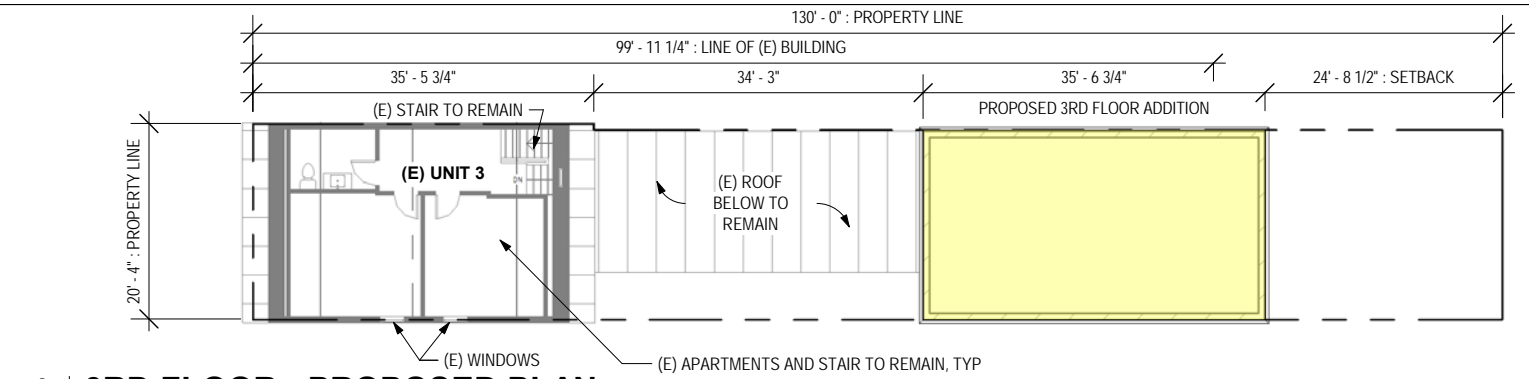 130' - 0" : PROPERTY LINE
99' - 11 1/4" : LINE OF (E) BUILDING
35' - 5 3/4"
34' - 3"
35' - 6 3/4"
24' - 8 1/2" : SETBACK
(E) STAIR TO REMAIN
PROPOSED 3RD FLOOR ADDITION
20' - 4" : PROPERTY LINE
(E) UNIT 3
DN
(E) ROOF
BELOW TO
REMAIN
(E) WINDOWS
(E) APARTMENTS AND STAIR TO REMAIN, TYP
3RD FLOOR - PROPOSED PLAN